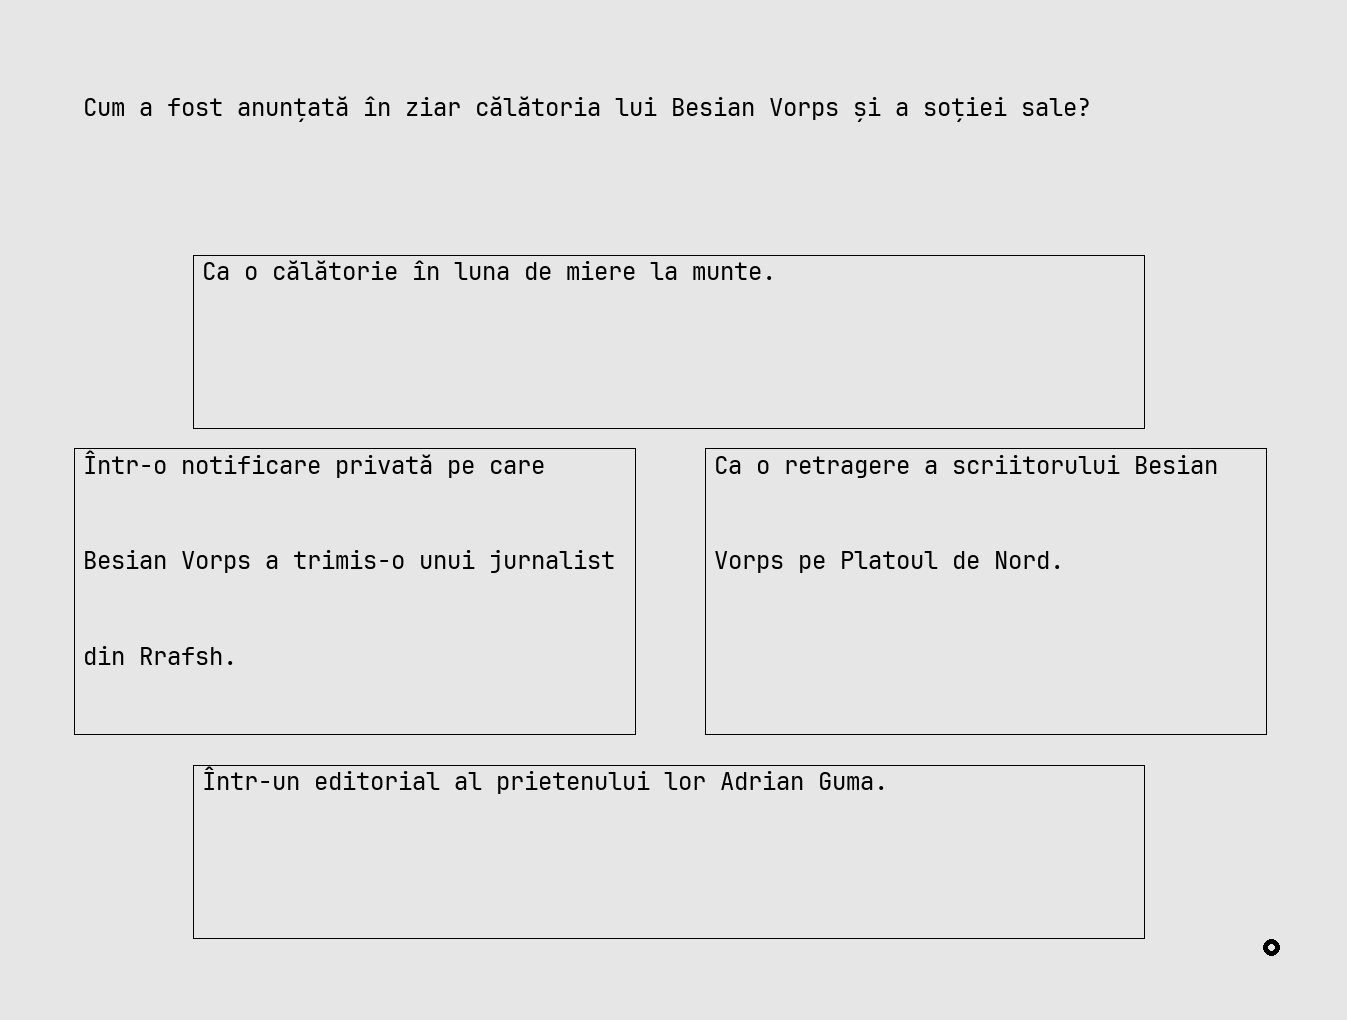 Cum a fost anunțată în ziar călătoria lui Besian Vorps și a soției sale?
Ca o călătorie în luna de miere la munte.
Într-o notificare privată pe care
Besian Vorps a trimis-o unui jurnalist
din Rrafsh.
Ca o retragere a scriitorului Besian
Vorps pe Platoul de Nord.
Într-un editorial al prietenului lor Adrian Guma.